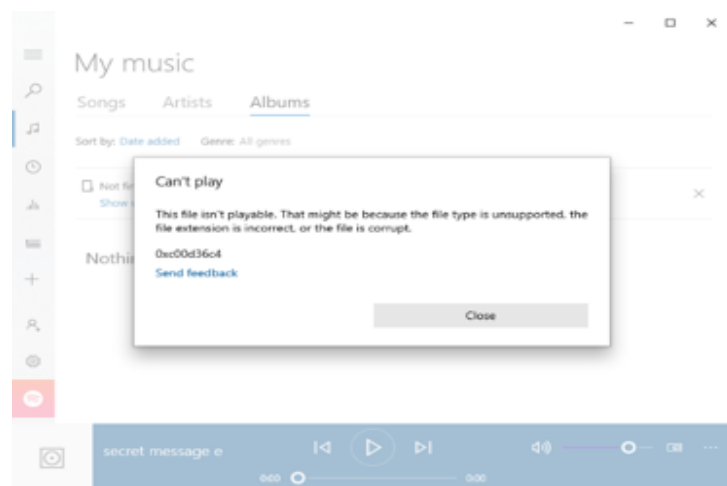 My music
Songs Artists Albums
Sort by: Date added Genre: All genres
Can't play
This file isn't playable. That might be because the file type is unsupported, the
file extension is incorrect, or the file is corrupt.
0xc00d36c4
Send feedback
Close
Not
Show
secret message e
0:00 0:00